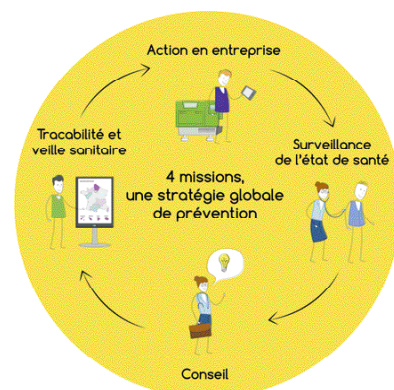 Action en entreprise
Tracabilité et
veille sanitaire
Surveillance
de l'état de santé
4 missions,
une stratégie globale
de prévention
Conseil